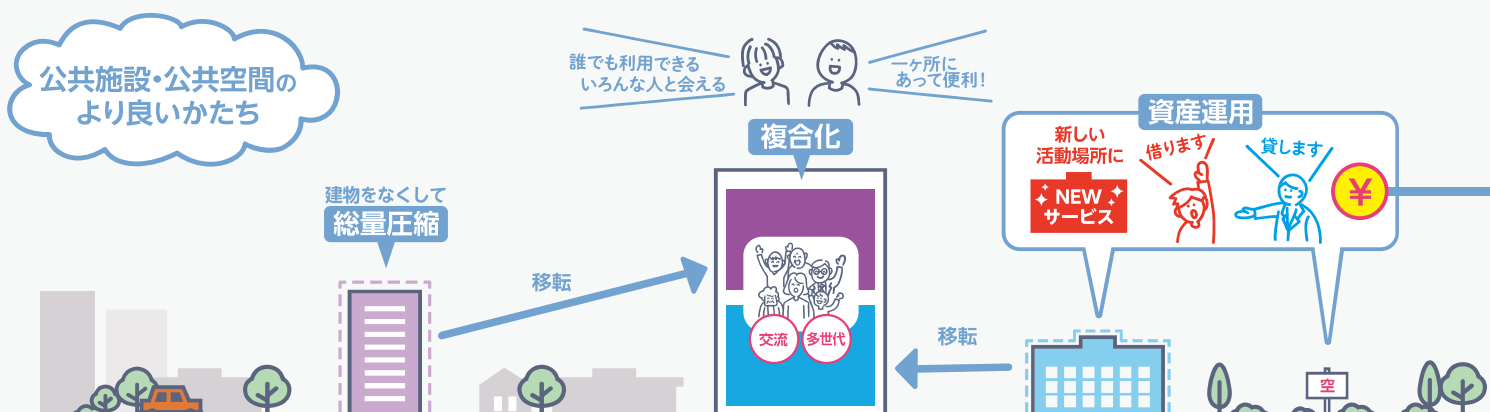 公共施設・公共空間の
より良いかたち
誰でも利用できる
いろんな人と会える
一ヶ所に
あって便利!
複合化
建物をなくして
総量圧縮
移転
交流
多世代
移転
資産運用
新しい
活動場所に
NEW
サービス
借ります
貸します
¥
空